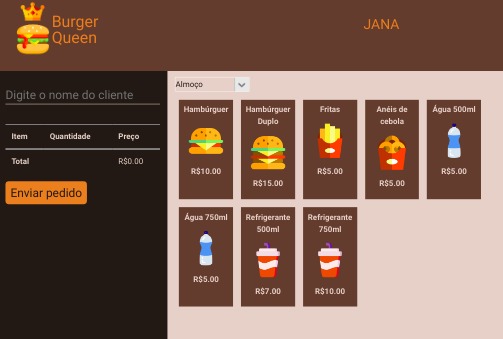 Burger
Queen
JANA
Digite o nome do cliente
Item Quantidade Preço
Total R$0.00
Enviar pedido
Almoço
Hambúrguer
R$10.00
Hambúrguer
Duplo
R$15.00
Fritas
R$5.00
Anéis de
cebola
R$5.00
Água 500ml
R$5.00
Água 750ml
R$5.00
Refrigerante
500ml
R$7.00
Refrigerante
750ml
R$10.00